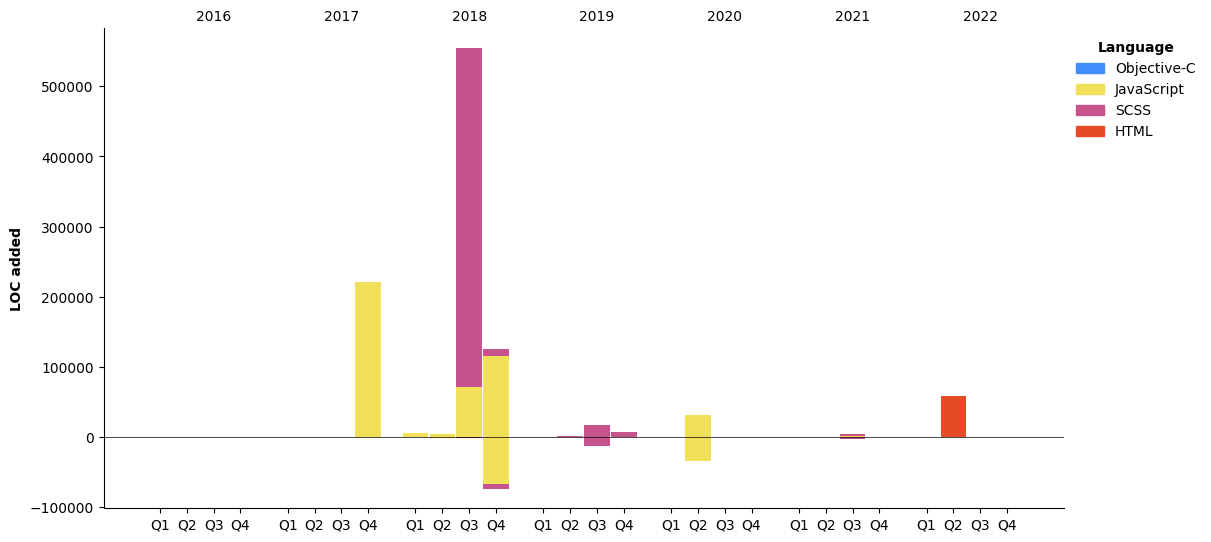 2016 2017 2018 2019 2020 2021 2022
Language
Objective-C
JavaScript
SCSS
HTML
LOC added
500000
400000
300000
200000
100000
0
−100000
Q1 Q2 Q3 Q4 Q1 Q2 Q3 Q4 Q1 Q2 Q3 Q4 Q1 Q2 Q3 Q4 Q1 Q2 Q3 Q4 Q1 Q2 Q3 Q4 Q1 Q2 Q3 Q4